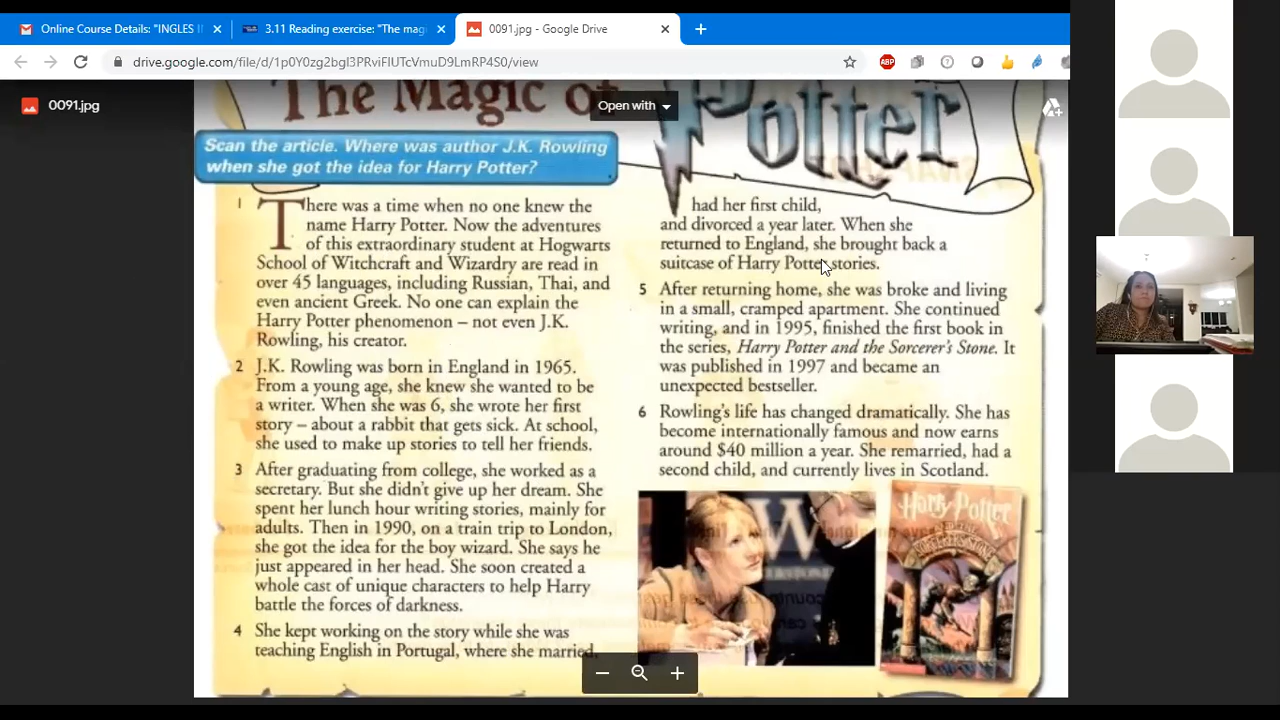 Online Course Details: "INGLES II
3.11 Reading exercise: "The mag
0091.jpg - Google Drive
drive.google.com/file/d/1p0Y0zg2bgl3PKviFIUTcVmuD9LmRP4S0/view
ABP
0091.jpg
Open with
The Magic of
Potter
Scan the article. Where was author J.K. Rowling
when she got the idea for Harry Potter?
1 There was a time when no one knew the
name Harry Potter. Now the adventures
of this extraordinary student at Hogwarts
School of Witchcraft and Wizardry are read in
over 45 languages, including Russian, Thai, and
even ancient Greek. No one can explain the
Harry Potter phenomenon – not even J.K.
Rowling, his creator.
2 J.K. Rowling was born in England in 1965.
From a young age, she knew she wanted to be
a writer. When she was 6, she wrote her first
story – about a rabbit that gets sick. At school,
she used to make up stories to tell her friends.
3 After graduating from college, she worked as a
secretary. But she didn't give up her dream. She
spent her lunch hour writing stories, mainly for
adults. Then in 1990, on a train trip to London,
she got the idea for the boy wizard. She says he
just appeared in her head. She soon created a
whole cast of unique characters to help Harry
battle the forces of darkness.
4 She kept working on the story while she was
teaching English in Portugal, where she married,
had her first child,
and divorced a year later. When she
returned to England, she brought back a
suitcase of Harry Potter stories.
5 After returning home, she was broke and living
in a small, cramped apartment. She continued
writing, and in 1995, finished the first book in
the series, Harry Potter and the Sorcerer's Stone. It
was published in 1997 and became an
unexpected bestseller.
6 Rowling's life has changed dramatically. She has
become internationally famous and now earns
around $40 million a year. She remarried, had a
second child, and currently lives in Scotland.
Harry Potter